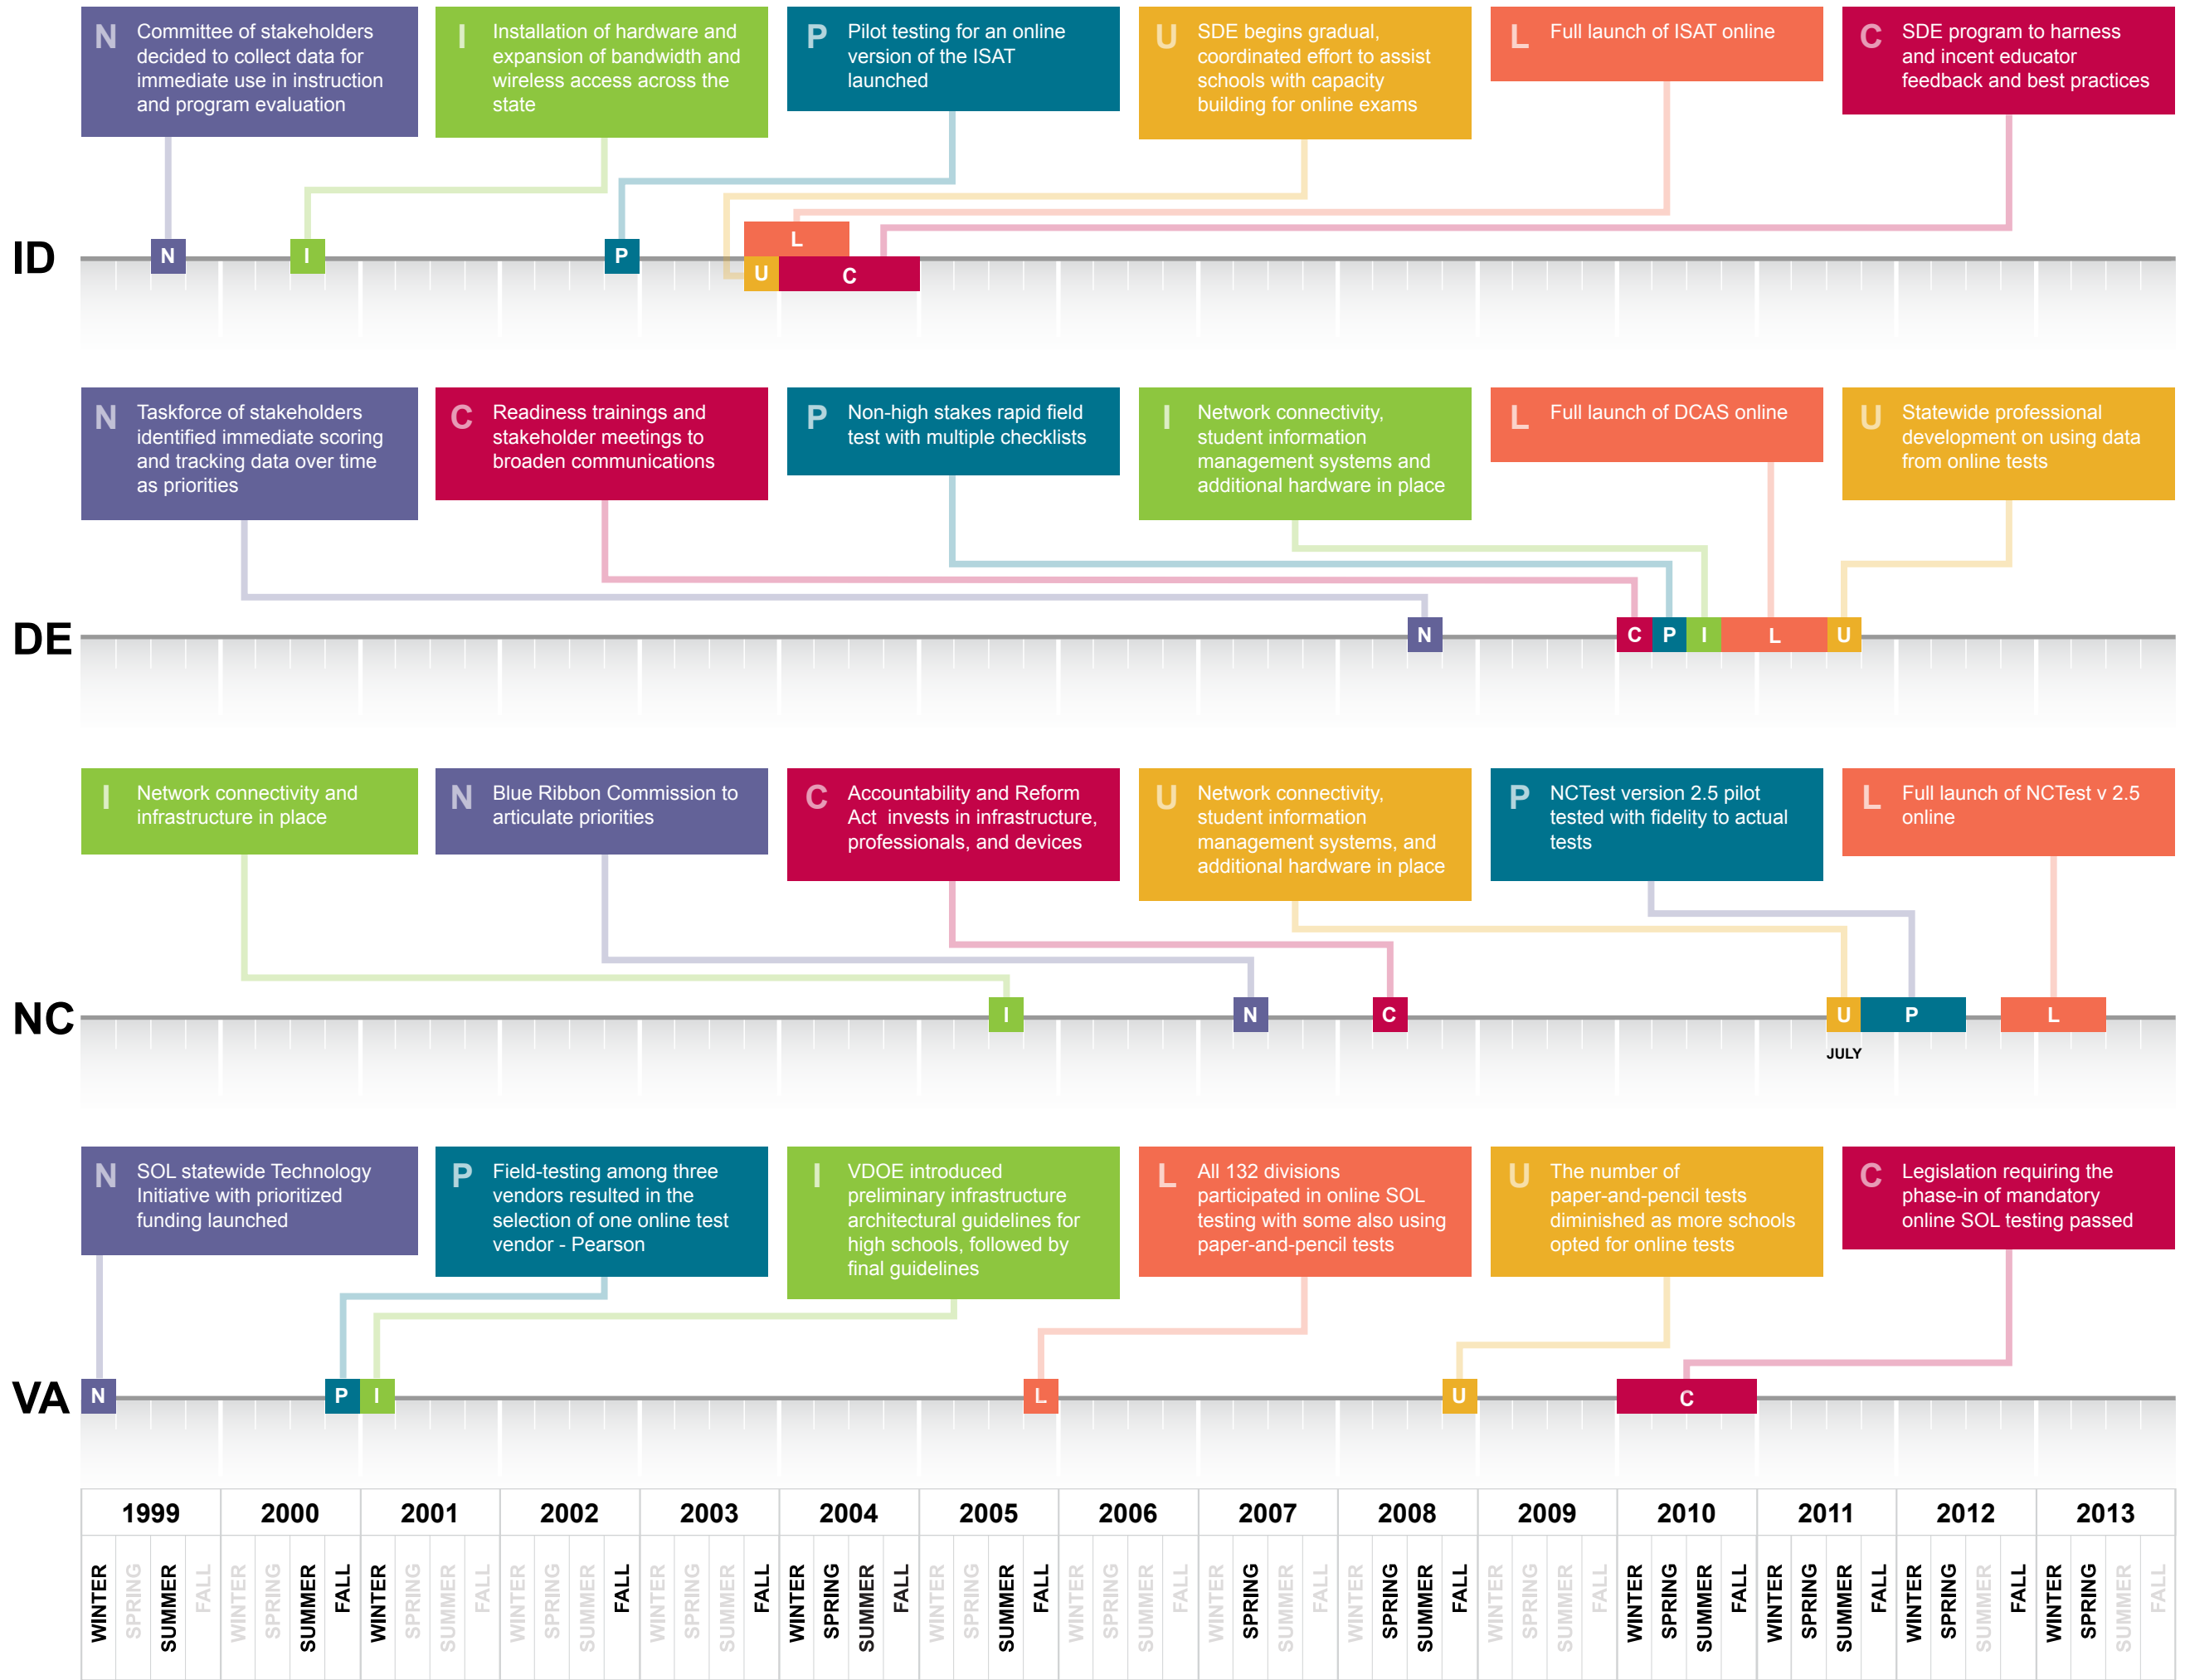 N
Committee of stakeholders
decided to collect data for
immediate use in instruction
and program evaluation
I
Installation of hardware and
expansion of bandwidth and
wireless access across the
state
P
Pilot testing for an online
version of the ISAT
launched
U
SDE begins gradual,
coordinated effort to assist
schools with capacity
building for online exams
L
Full launch of ISAT online
C
SDE program to harness
and incent educator
feedback and best practices
ID
N
I
P
L
U
C
N
Taskforce of stakeholders
identified immediate scoring
and tracking data over time
as priorities
C
Readiness trainings and
stakeholder meetings to
broaden communications
P
Non-high stakes rapid field
test with multiple checklists
I
Network connectivity,
student information
management systems and
additional hardware in place
L
Full launch of DCAS online
U
Statewide professional
development on using data
from online tests
DE
N
C
P
I
L
U
I
Network connectivity and
infrastructure in place
N
Blue Ribbon Commission to
articulate priorities
C
Accountability and Reform
Act invests in infrastructure,
professionals, and devices
U
Network connectivity,
student information
management systems, and
additional hardware in place
P
NCTest version 2.5 pilot
tested with fidelity to actual
tests
L
Full launch of NCTest v 2.5
online
NC
I
N
C
U
P
L
JULY
N
SOL statewide Technology
Initiative with prioritized
funding launched
P
Field-testing among three
vendors resulted in the
selection of one online test
vendor - Pearson
I
VDOE introduced
preliminary infrastructure
architectural guidelines for
high schools, followed by
final guidelines
L
All 132 divisions
participated in online SOL
testing with some also using
paper-and-pencil tests
U
The number of
paper-and-pencil tests
diminished as more schools
opted for online tests
C
Legislation requiring the
phase-in of mandatory
online SOL testing passed
VA
N
P
I
L
U
C
1999 2000 2001 2002 2003 2004 2005 2006 2007 2008 2009 2010 2011 2012 2013
WINTER SPRING SUMMER FALL WINTER SPRING SUMMER FALL WINTER SPRING SUMMER FALL WINTER SPRING SUMMER FALL WINTER SPRING SUMMER FALL WINTER SPRING SUMMER FALL WINTER SPRING SUMMER FALL WINTER SPRING SUMMER FALL WINTER SPRING SUMMER FALL WINTER SPRING SUMMER FALL WINTER SPRING SUMMER FALL WINTER SPRING SUMMER FALL WINTER SPRING SUMMER FALL WINTER SPRING SUMMER FALL WINTER SPRING SUMMER FALL